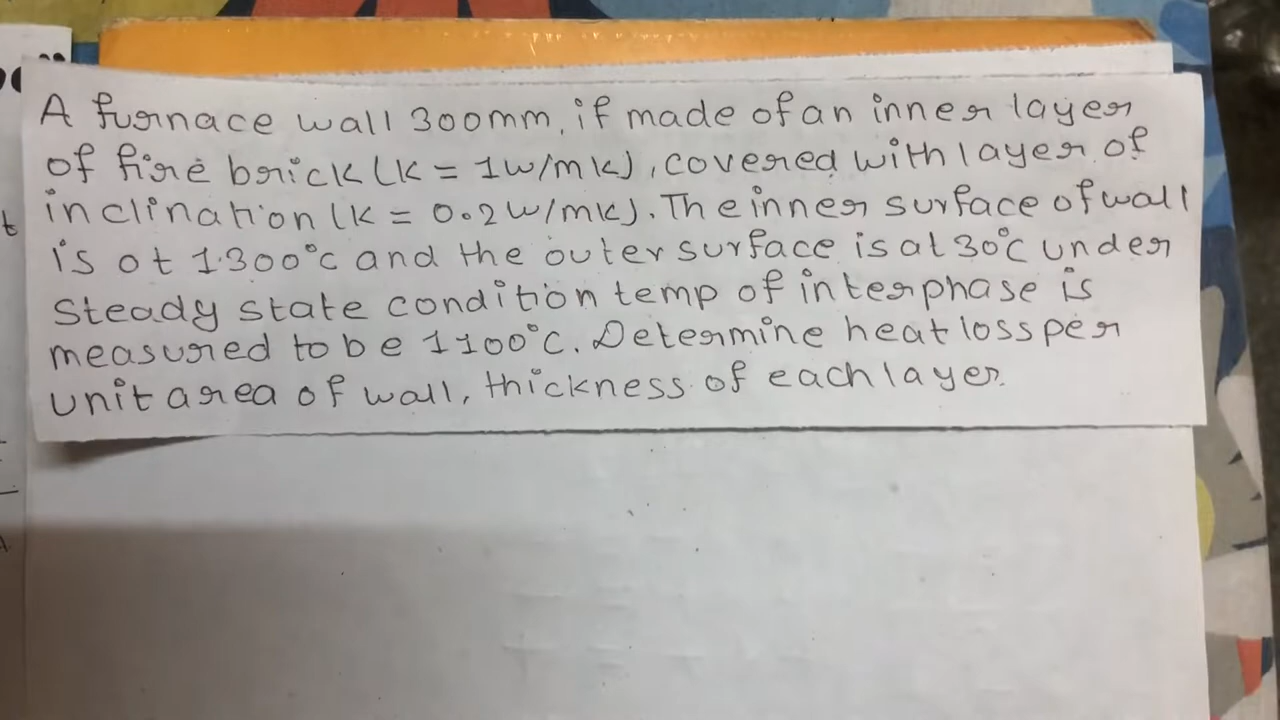 A furnace wall 300mm, if made of an inner layer
of fire brick (K = 1w/mk), covered with layer of
inclination (K = 0.2w/mk). The inner surface of wall
is ot 1300°c and the outer surface is at 30°C under
steady state condition temp of interphase is
measured to be 1100°C. Determine heat loss per
unit area of wall, thickness of each layer.